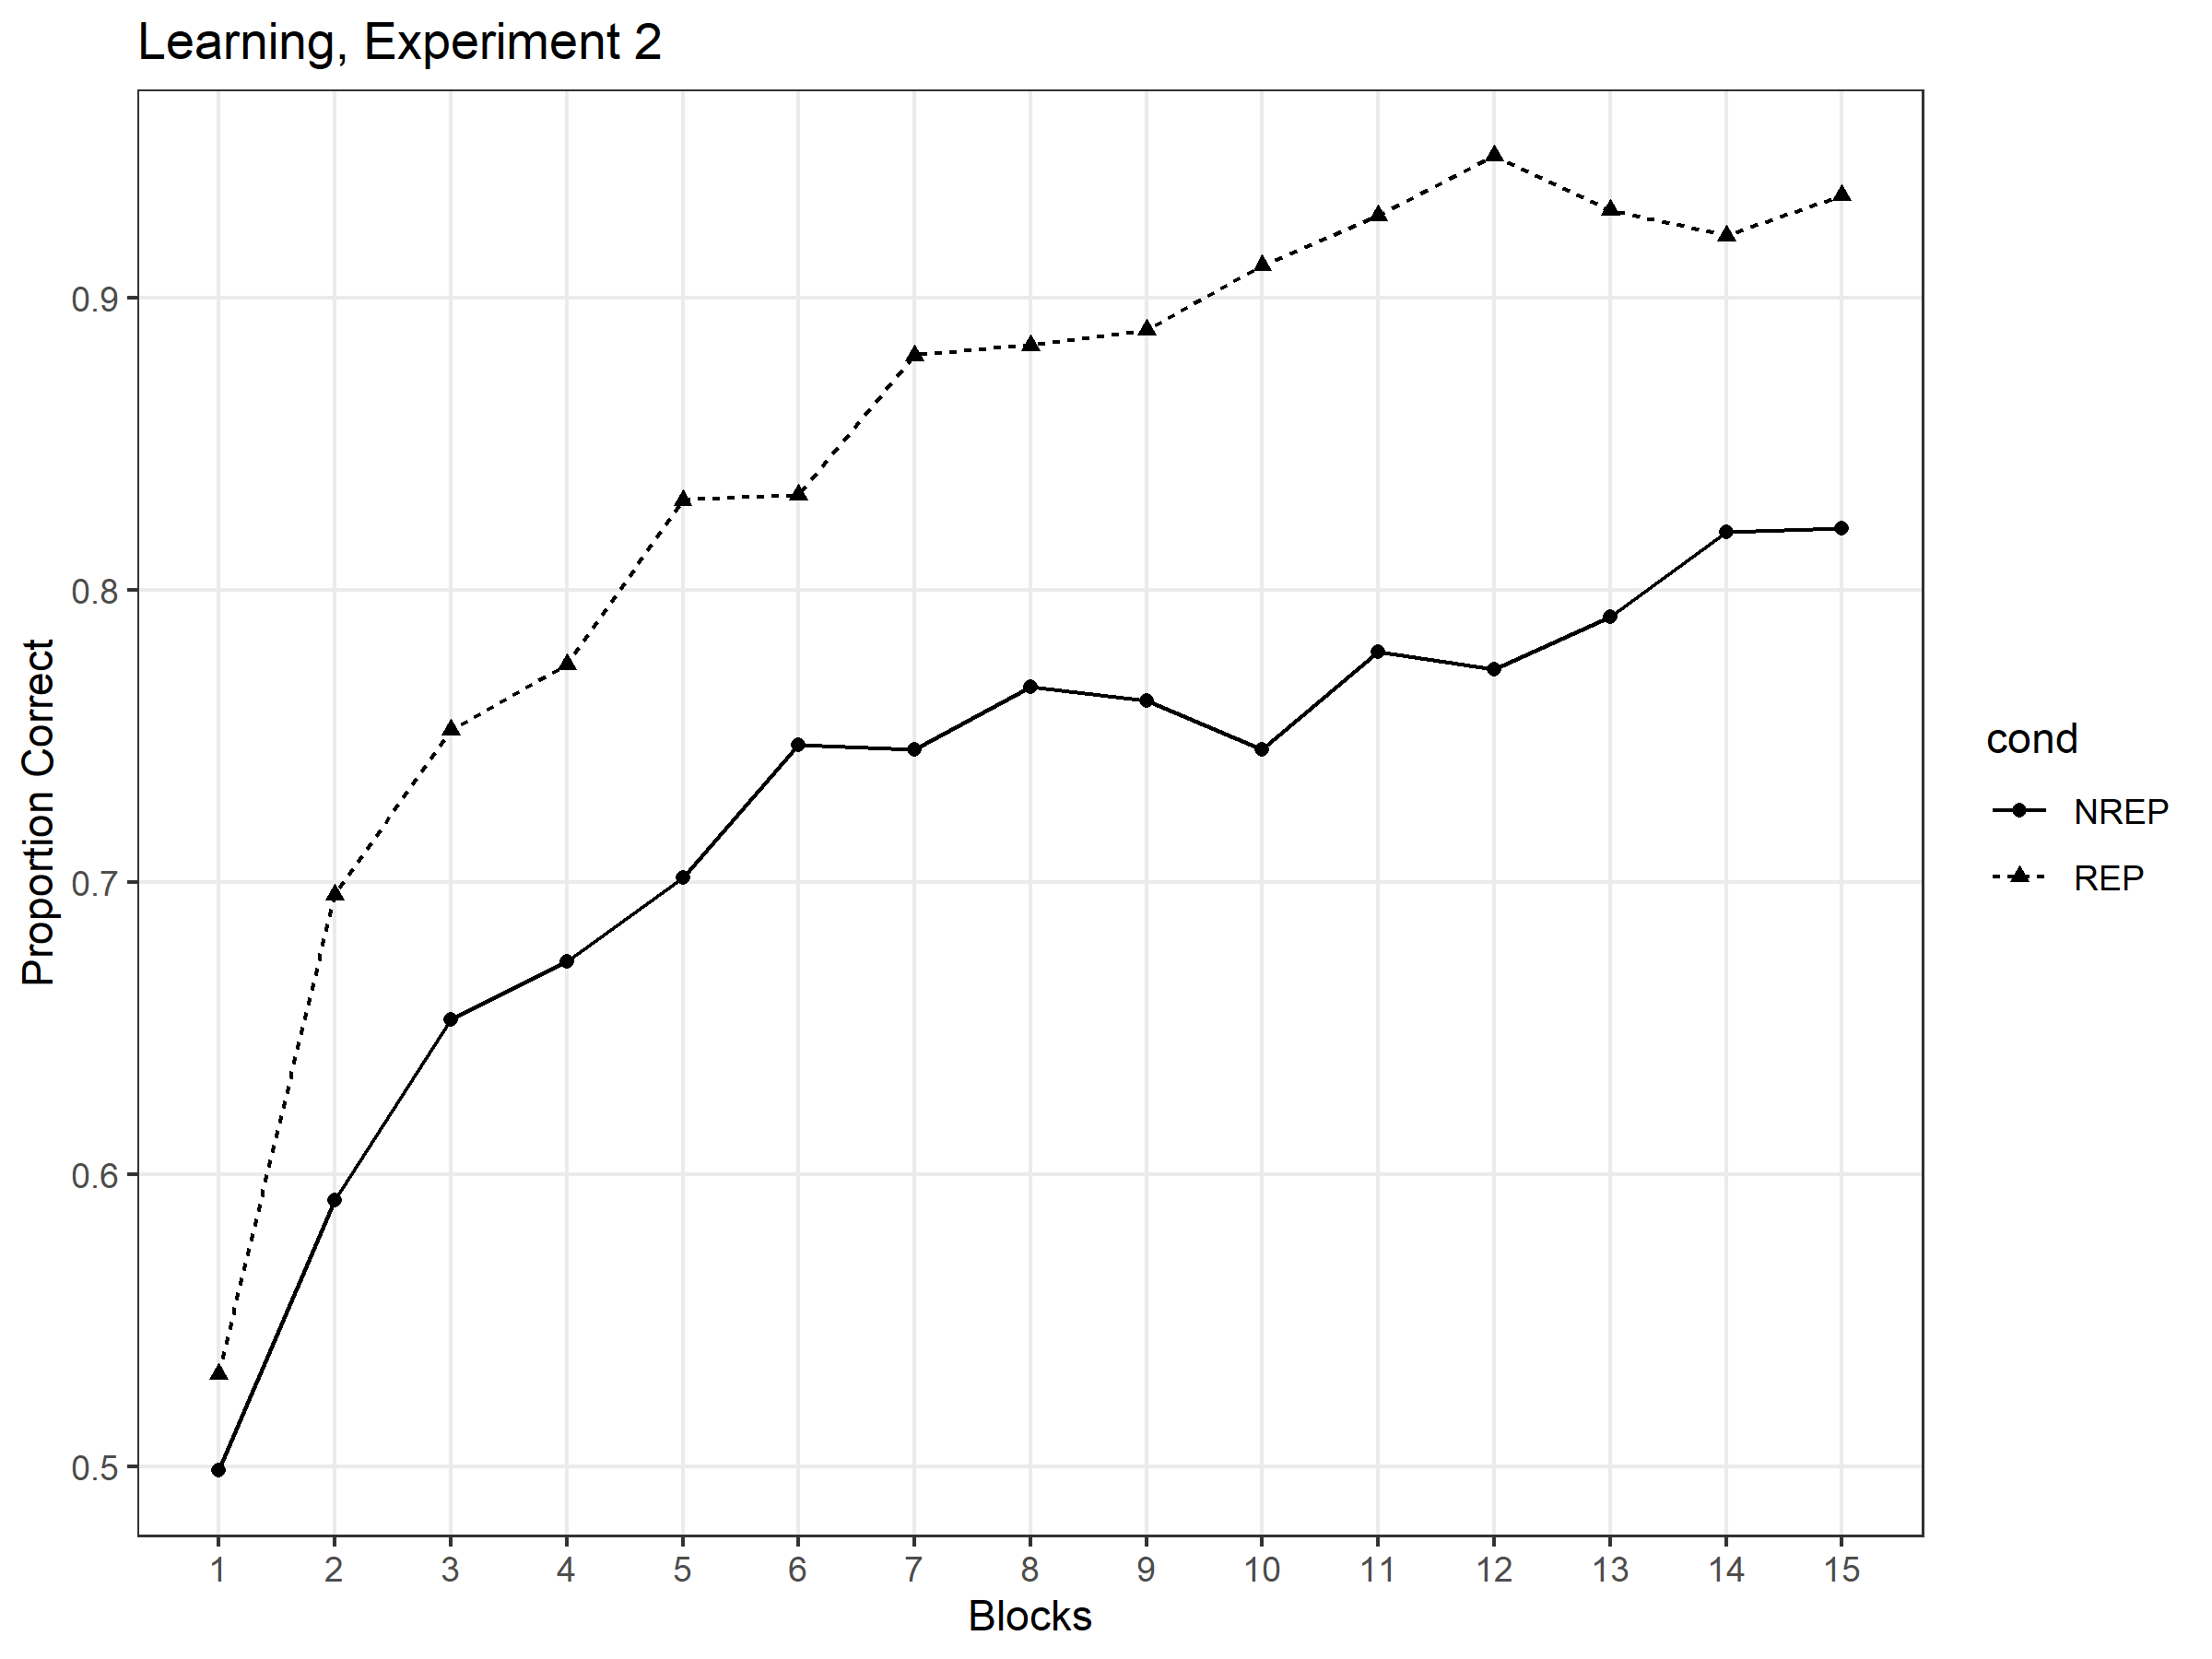 Learning, Experiment 2
Proportion Correct
0.9
0.8
0.7
0.6
0.5
1 2 3 4 5 6 7 8 9 10 11 12 13 14 15
Blocks
cond
NREP
REP